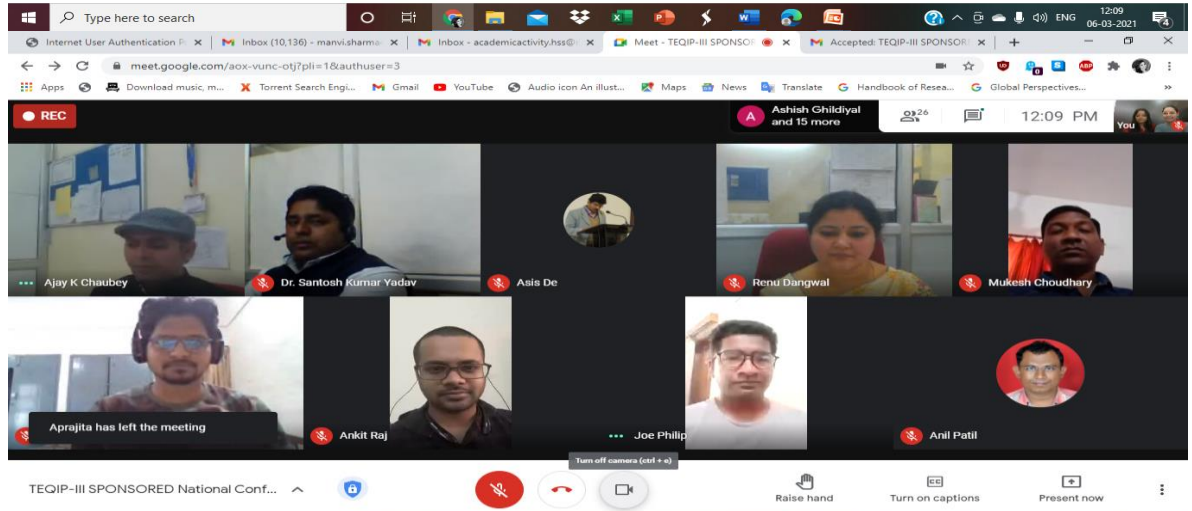 Type here to search
ENG
12:09
06-03-2021
Internet User Authentication P
Inbox (10,136) - manvi.sharma
Inbox - academicactivity.hss@
Meet - TEQIP-III SPONSOR
Accepted: TEQIP-III SPONSOR
meet.google.com/aox-vunc-otj?pli=1&authuser=3
Apps
Download music, m...
Torrent Search Engi...
Gmail
YouTube
Audio icon An illust...
Maps
News
Translate
Handbook of Resea...
Global Perspectives...
REC
A
Ashish Ghildiyal
and 15 more
26
12:09 PM
You
Ajay K Chaubey
Dr. Santosh Kumar Yadav
Asis De
Renu Dangwal
Mukesh Choudhary
Aprajita has left the meeting
Ankit Raj
Joe Philip
Anil Patil
Turn off camera (ctrl + e)
TEQIP-III SPONSORED National Conf...
Raise hand
Turn on captions
Present now